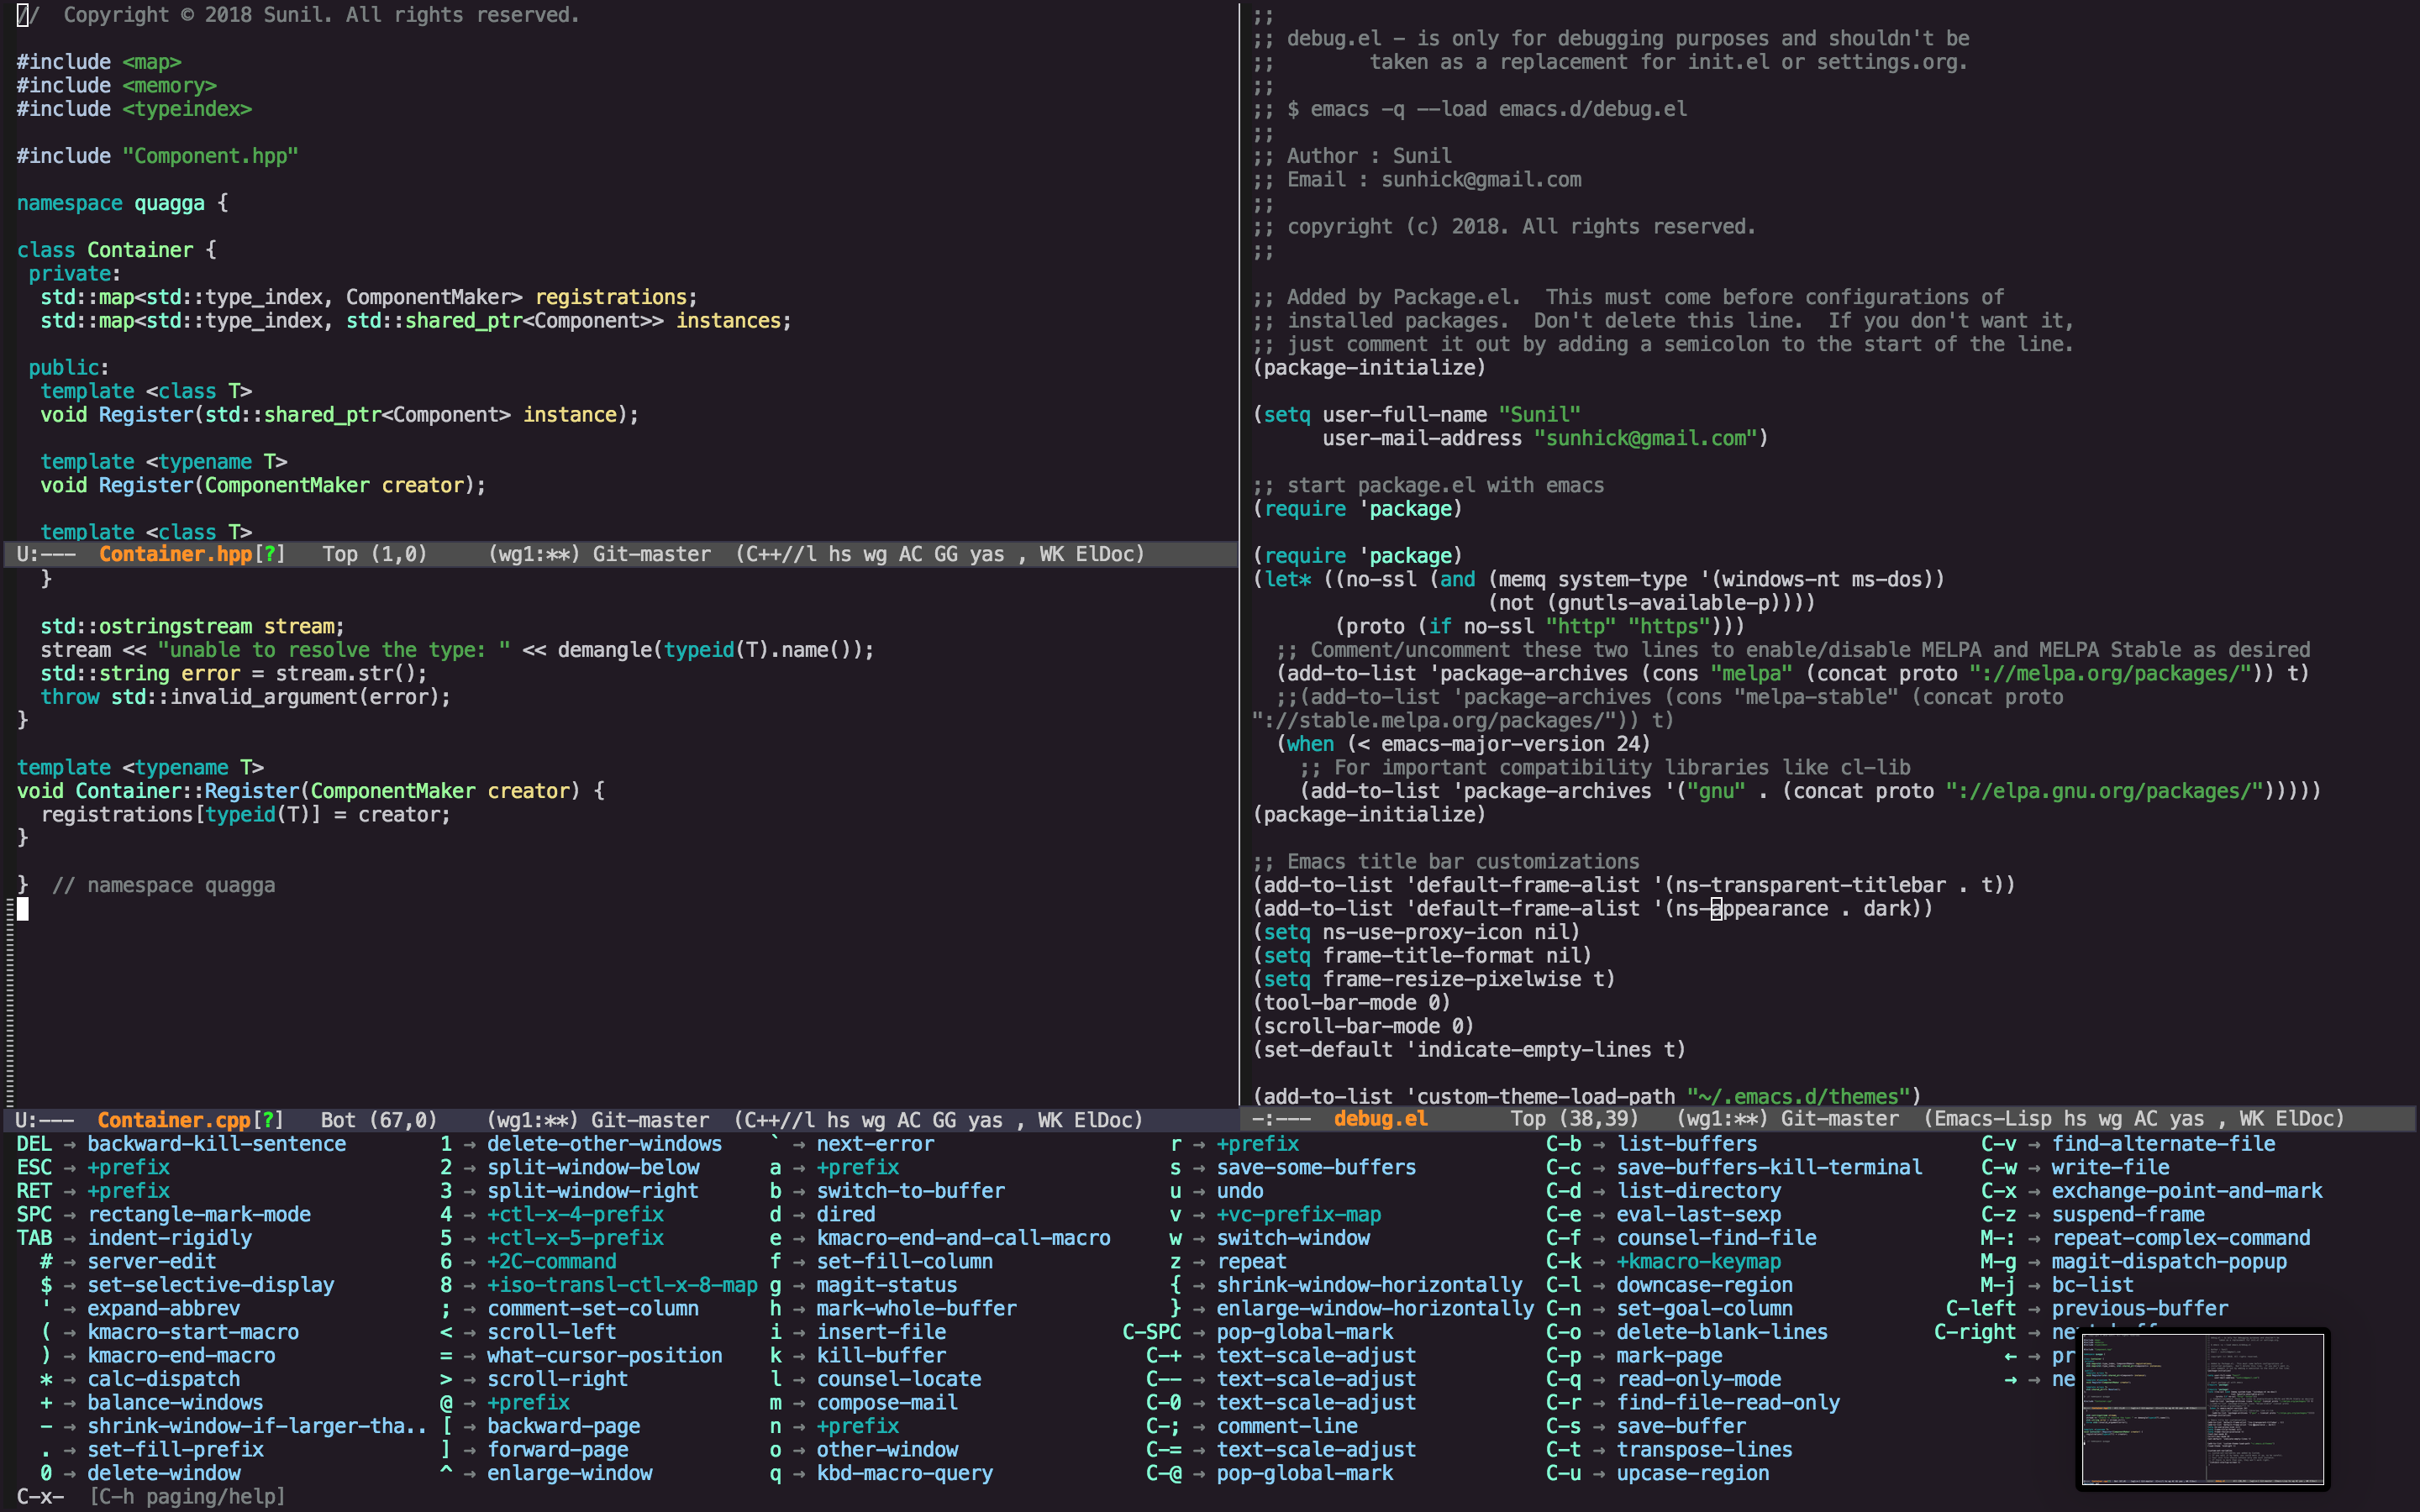 //  Copyright © 2018 Sunil. All rights reserved.

#include <map>
#include <memory>
#include <typeindex>

#include "Component.hpp"

namespace quagga {

class Container {
 private:
  std::map<std::type_index, ComponentMaker> registrations;
  std::map<std::type_index, std::shared_ptr<Component>> instances;

 public:
  template <class T>
  void Register(std::shared_ptr<Component> instance);

  template <typename T>
  void Register(ComponentMaker creator);

  template <class T>
U:---  Container.hpp[?]   Top (1,0)     (wg1:**) Git-master  (C++//l hs wg AC GG yas , WK ElDoc)
  }

  std::ostringstream stream;
  stream << "unable to resolve the type: " << demangle(typeid(T).name());
  std::string error = stream.str();
  throw std::invalid_argument(error);
}

template <typename T>
void Container::Register(ComponentMaker creator) {
  registrations[typeid(T)] = creator;
}

}  // namespace quagga
U:---  Container.cpp[?]   Bot (67,0)    (wg1:**) Git-master  (C++//l hs wg AC GG yas , WK ElDoc)
;;
;; debug.el - is only for debugging purposes and shouldn't be
;;        taken as a replacement for init.el or settings.org.
;;
;; $ emacs -q --load emacs.d/debug.el
;;
;; Author : Sunil
;; Email : sunhick@gmail.com
;;
;; copyright (c) 2018. All rights reserved.
;;

;; Added by Package.el.  This must come before configurations of
;; installed packages.  Don't delete this line.  If you don't want it,
;; just comment it out by adding a semicolon to the start of the line.
(package-initialize)

(setq user-full-name "Sunil"
      user-mail-address "sunhick@gmail.com")

;; start package.el with emacs
(require 'package)

(require 'package)
(let* ((no-ssl (and (memq system-type '(windows-nt ms-dos))
                    (not (gnutls-available-p))))
       (proto (if no-ssl "http" "https")))
  ;; Comment/uncomment these two lines to enable/disable MELPA and MELPA Stable as desired
  (add-to-list 'package-archives (cons "melpa" (concat proto "://melpa.org/packages/")) t)
  ;;(add-to-list 'package-archives (cons "melpa-stable" (concat proto
"://stable.melpa.org/packages/")) t)
  (when (< emacs-major-version 24)
    ;; For important compatibility libraries like cl-lib
    (add-to-list 'package-archives '("gnu" . (concat proto "://elpa.gnu.org/packages/")))))
(package-initialize)

;; Emacs title bar customizations
(add-to-list 'default-frame-alist '(ns-transparent-titlebar . t))
(add-to-list 'default-frame-alist '(ns-appearance . dark))
(setq ns-use-proxy-icon nil)
(setq frame-title-format nil)
(setq frame-resize-pixelwise t)
(tool-bar-mode 0)
(scroll-bar-mode 0)
(set-default 'indicate-empty-lines t)

(add-to-list 'custom-theme-load-path "~/.emacs.d/themes")
-:---  debug.el       Top (38,39)   (wg1:**) Git-master  (Emacs-Lisp hs wg AC yas , WK ElDoc)
DEL → backward-kill-sentence   1 → delete-other-windows   ` → next-error   r → +prefix   C-b → list-buffers   C-v → find-alternate-file
ESC → +prefix   2 → split-window-below   a → +prefix   s → save-some-buffers   C-c → save-buffers-kill-terminal   C-w → write-file
RET → +prefix   3 → split-window-right   b → switch-to-buffer   u → undo   C-d → list-directory   C-x → exchange-point-and-mark
SPC → rectangle-mark-mode   4 → +ctl-x-4-prefix   d → dired   v → +vc-prefix-map   C-e → eval-last-sexp   C-z → suspend-frame
TAB → indent-rigidly   5 → +ctl-x-5-prefix   e → kmacro-end-and-call-macro   w → switch-window   C-f → counsel-find-file   M-: → repeat-complex-command
# → server-edit   6 → +2C-command   f → set-fill-column   z → repeat   C-k → +kmacro-keymap   M-g → magit-dispatch-popup
$ → set-selective-display   8 → +iso-transl-ctl-x-8-map   g → magit-status   { → shrink-window-horizontally   C-l → downcase-region   M-j → bc-list
' → expand-abbrev   ; → comment-set-column   h → mark-whole-buffer   } → enlarge-window-horizontally   C-n → set-goal-column   C-left → previous-buffer
( → kmacro-start-macro   < → scroll-left   i → insert-file   C-SPC → pop-global-mark   C-o → delete-blank-lines   C-right →
) → kmacro-end-macro   = → what-cursor-position   k → kill-buffer   C-+ → text-scale-adjust   C-p → mark-page   ← → pr
* → calc-dispatch   > → scroll-right   l → counsel-locate   C-- → text-scale-adjust   C-q → read-only-mode   → → ne
+ → balance-windows   @ → +prefix   m → compose-mail   C-0 → text-scale-adjust   C-r → find-file-read-only
- → shrink-window-if-larger-tha..   [ → backward-page   n → +prefix   C-; → comment-line   C-s → save-buffer
. → set-fill-prefix   ] → forward-page   o → other-window   C-= → text-scale-adjust   C-t → transpose-lines
0 → delete-window   ^ → enlarge-window   q → kbd-macro-query   C-@ → pop-global-mark   C-u → upcase-region
C-x-  [C-h paging/help]